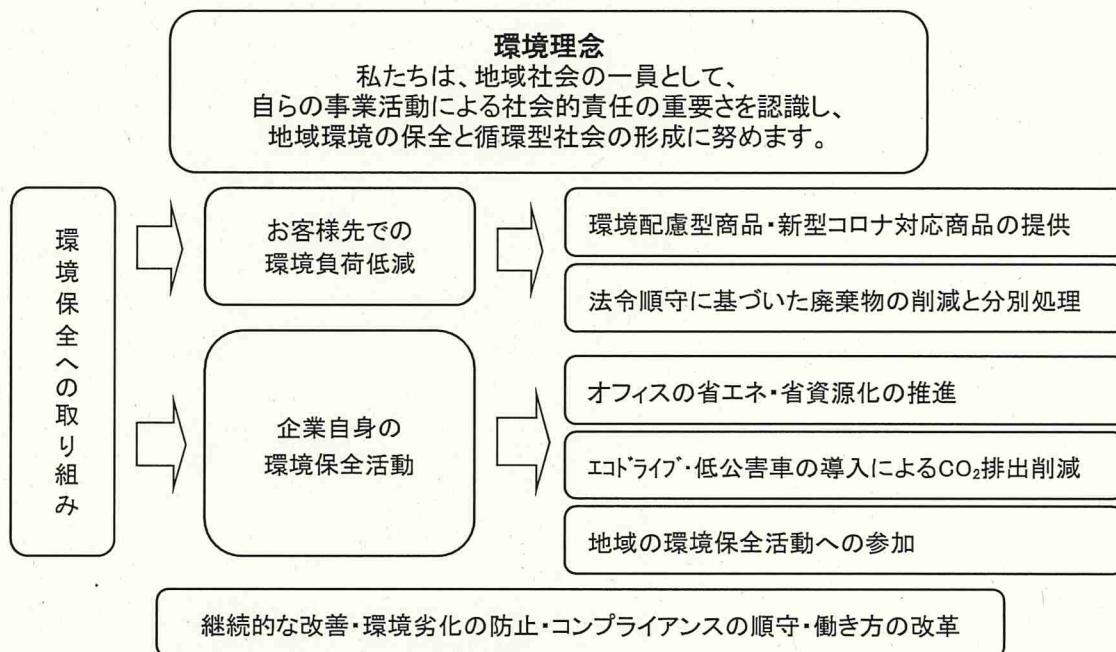 環境理念
私たちは、地域社会の一員として、
自らの事業活動による社会的責任の重要さを認識し、
地域環境の保全と循環型社会の形成に努めます。
環境保全への取り組み
お客様先での
環境負荷低減
環境配慮型商品・新型コロナ対応商品の提供
法令順守に基づいた廃棄物の削減と分別処理
企業自身の
環境保全活動
オフィスの省エネ・省資源化の推進
エコドライブ・低公害車の導入によるCO₂排出削減
地域の環境保全活動への参加
継続的な改善・環境劣化の防止・コンプライアンスの順守・働き方の改革